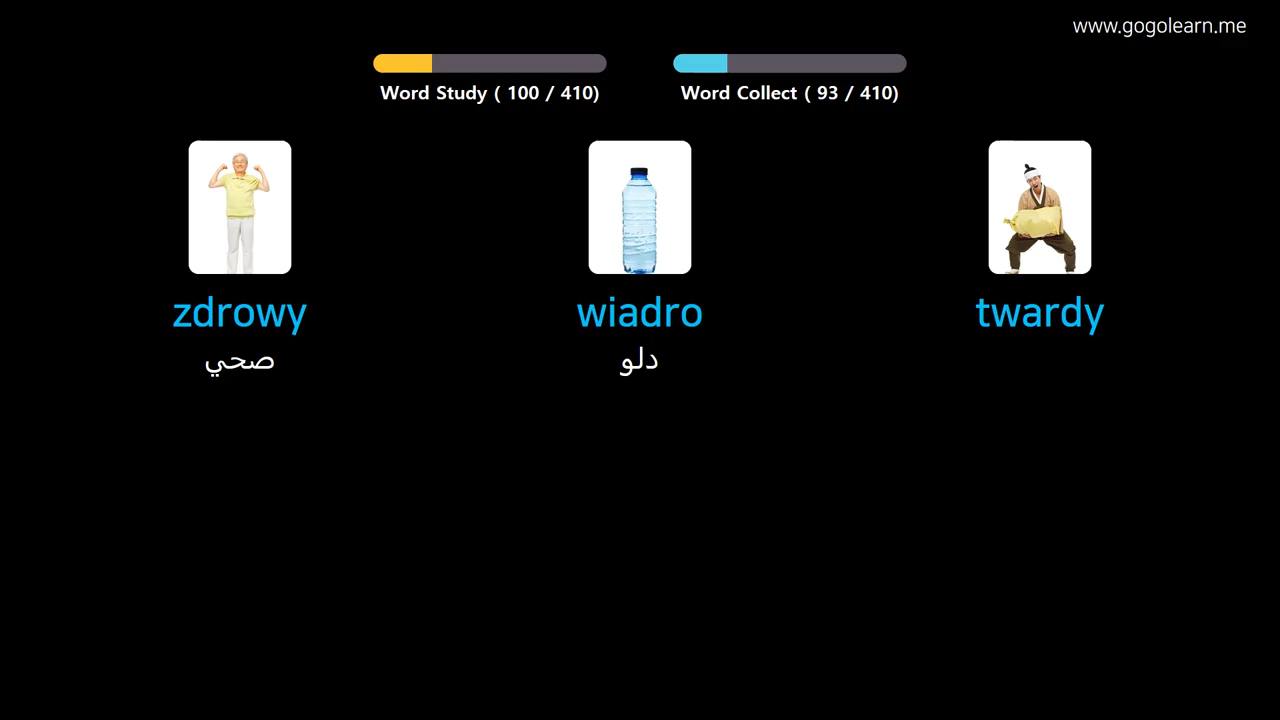 www.gogolearn.me
Word Study ( 100 / 410)
Word Collect ( 93 / 410)
zdrowy
wiadro
twardy
صحي
دلو